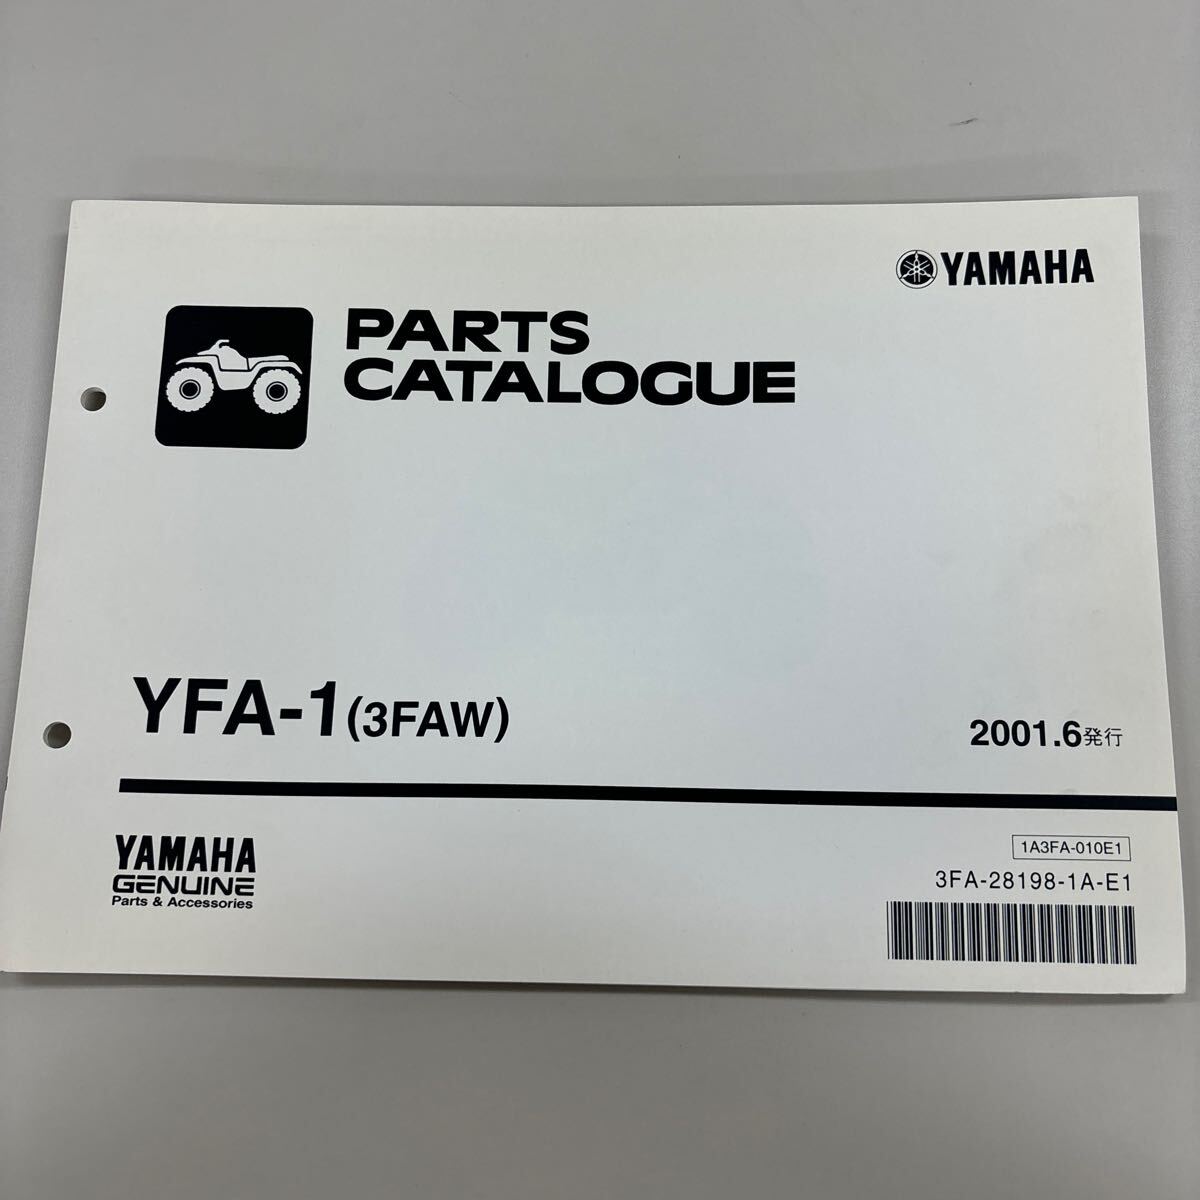 YAMAHA
PARTS
CATALOGUE
YFA-1(3FAW)
2001.6発行
YAMAHA
GENUINE
Parts & Accessories
1A3FA-010E1
3FA-28198-1A-E1